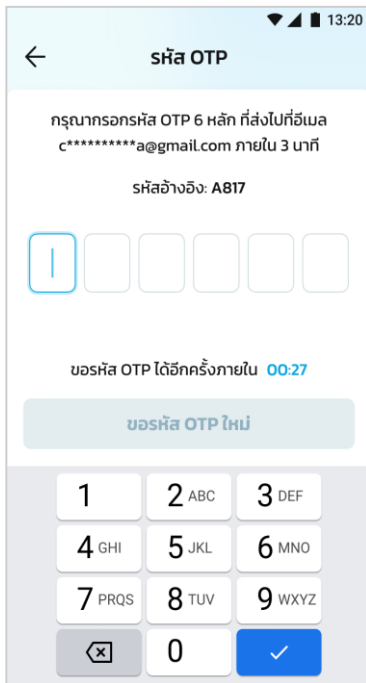 13:20
รหัส OTP
กรุณากรอกรหัส OTP 6 หลัก ที่ส่งไปที่อีเมล
c**********a@gmail.com ภายใน 3 นาที
รหัสอ้างอิง: A817
ขอรหัส OTP ได้อีกครั้งภายใน 00:27
ขอรหัส OTP ใหม่
1 2 ABC 3 DEF
4 GHI 5 JKL 6 MNO
7 PRQS 8 TUV 9 WXYZ
0